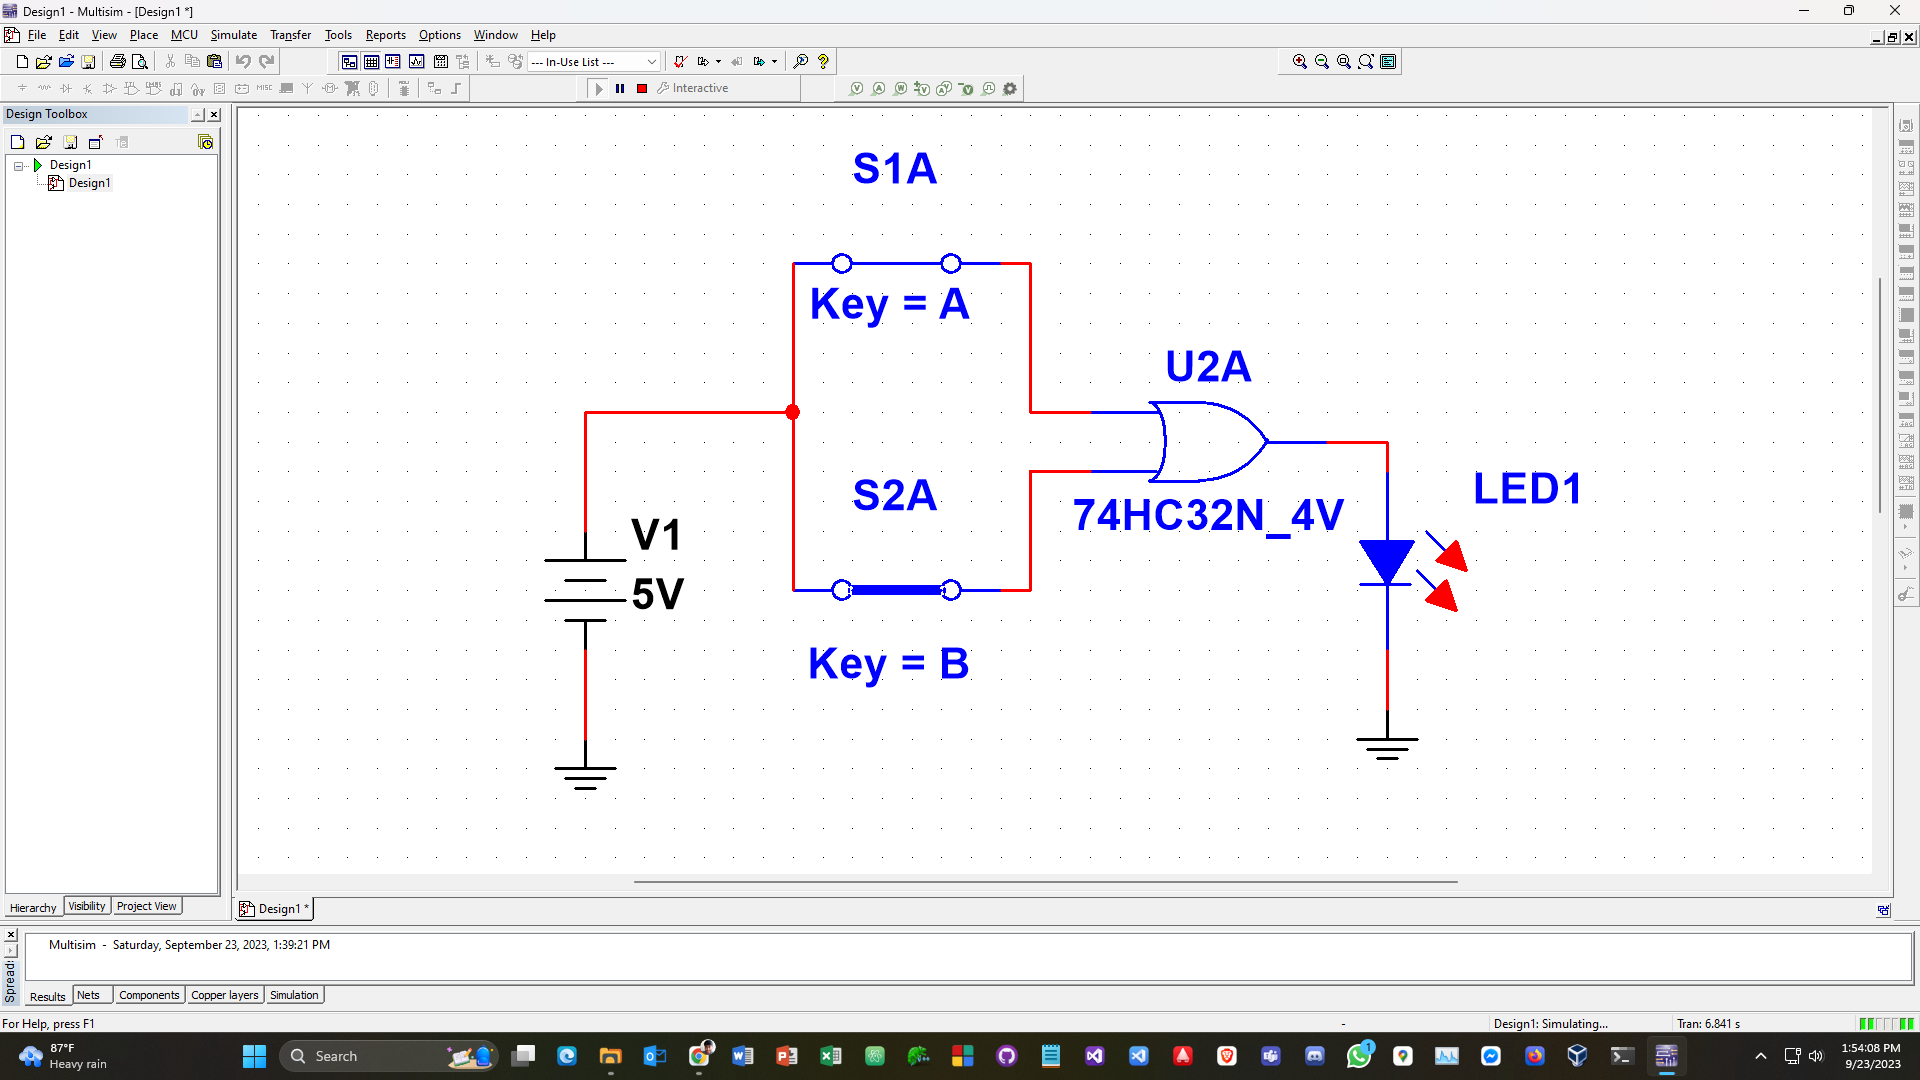 Design1 - Multisim - [Design1 *]
File Edit View Place MCU Simulate Transfer Tools Reports Options Window Help
--- In-Use List ---
MISC
Interactive
Design Toolbox
Design1
Design1
S1A
Key = A
U2A
S2A
LED1
74HC32N_4V
V1
5V
Key = B
Hierarchy Visibility Project View
Design1 *
Multisim - Saturday, September 23, 2023, 1:39:21 PM
Spread
Results Nets Components Copper layers Simulation
For Help, press F1
-
Design1: Simulating...
Tran: 6.841 s
87°F
Heavy rain
Search
1
1:54:08 PM
9/23/2023